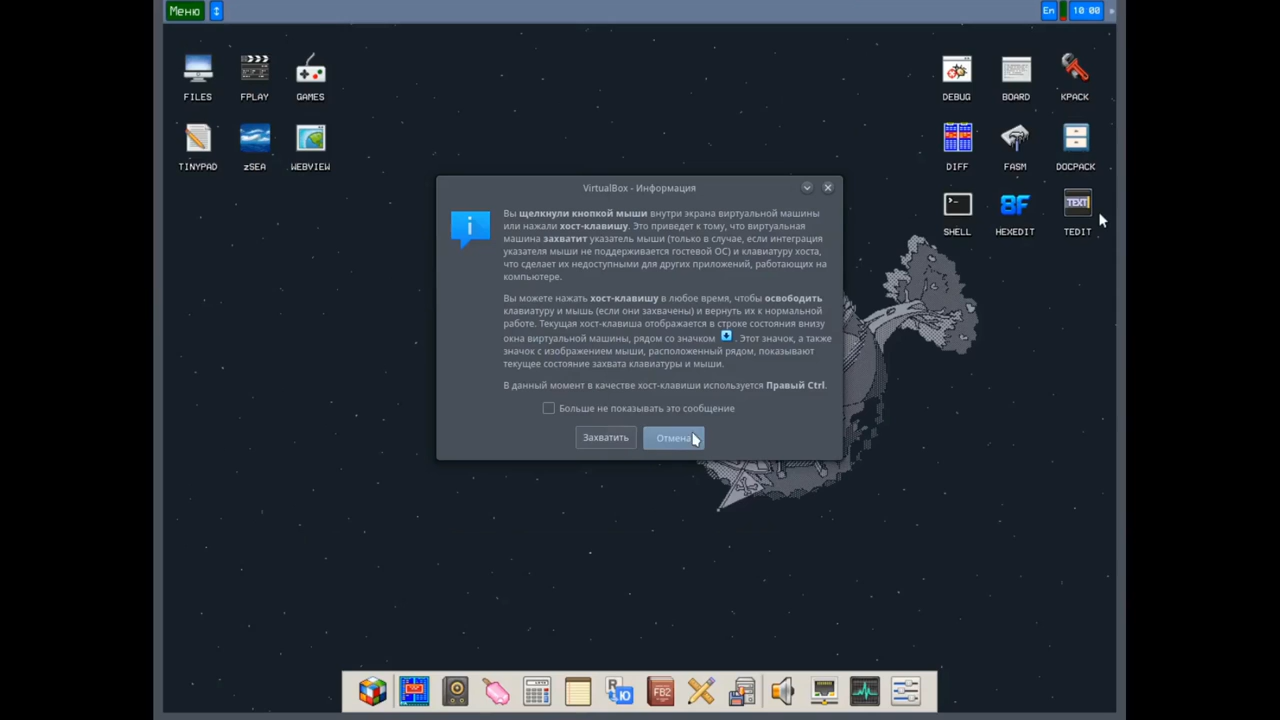 Меню
En
10 00
FILES
FPLAY
GAMES
DEBUG
BOARD
KPACK
TINYPAD
zSEA
WEBVIEW
DIFF
FASM
DOCPACK
SHELL
HEXEDIT
TEXT
TEDIT
8F
VirtualBox - Информация
Вы щелкнули кнопкой мыши внутри экрана виртуальной машины
или нажали хост-клавишу. Это приведет к тому, что виртуальная
машина захватит указатель мыши (только в случае, если интеграция
указателя мыши не поддерживается гостевой ОС) и клавиатуру хоста,
что сделает их недоступными для других приложений, работающих на
компьютере.
Вы можете нажать хост-клавишу в любое время, чтобы освободить
клавиатуру и мышь (если они захвачены) и вернуть их к нормальной
работе. Текущая хост-клавиша отображается в строке состояния внизу
окна виртуальной машины, рядом со значком . Этот значок, а также
значок с изображением мыши, расположенный рядом, показывают
текущее состояние захвата клавиатуры и мыши.
В данный момент в качестве хост-клавиши используется Правый Ctrl.
Больше не показывать это сообщение
Захватить
Отмена
R
Ю
FB2